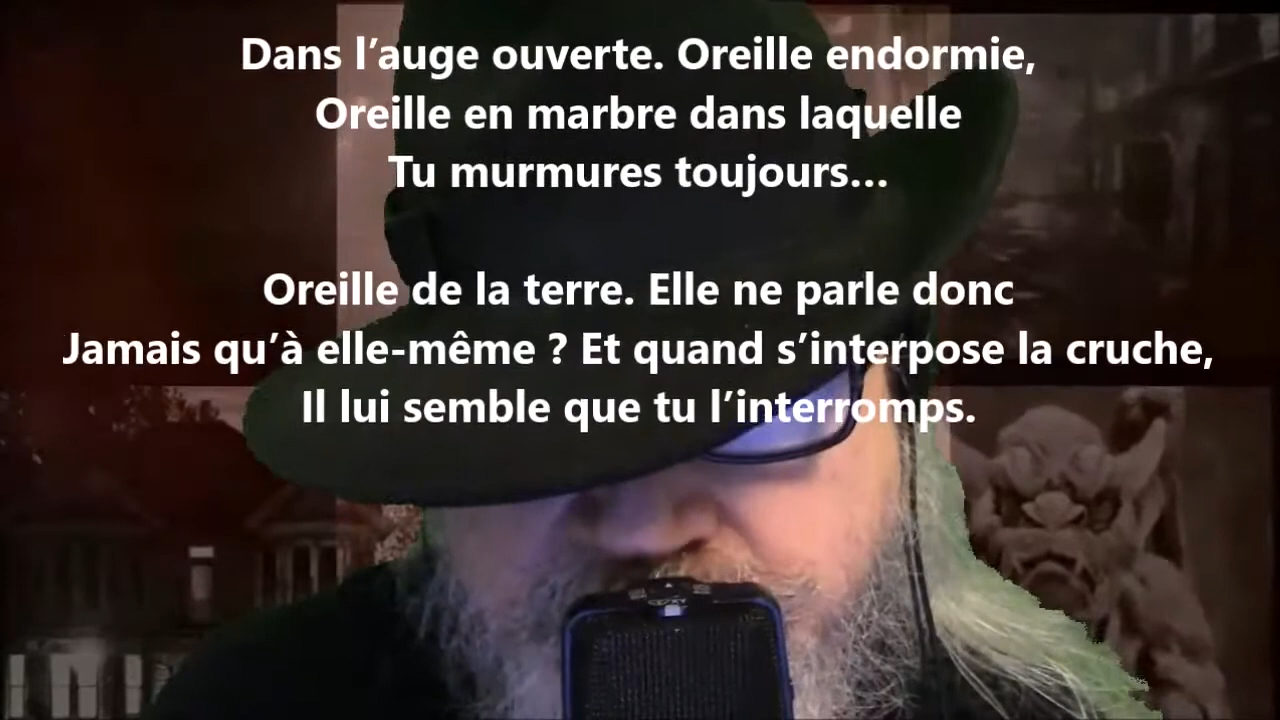 Dans l’auge ouverte. Oreille endormie,
Oreille en marbre dans laquelle
Tu murmures toujours…
Oreille de la terre. Elle ne parle donc
Jamais qu’à elle-même ? Et quand s’interpose la cruche,
Il lui semble que tu l’interromps.